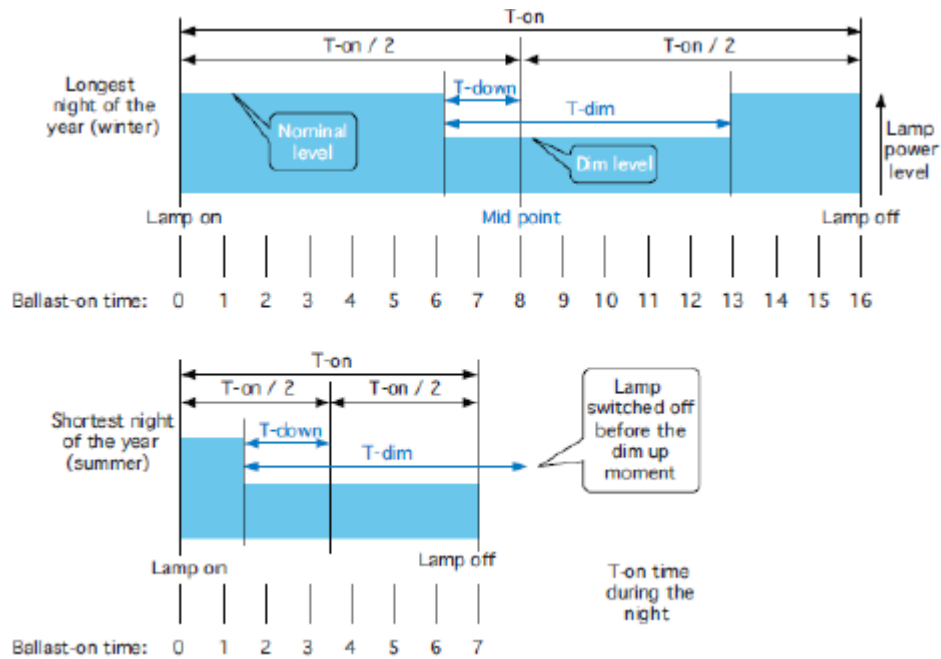 T-on
T-on / 2
T-on / 2
Longest
night of the
year (winter)
T-down
T-dim
Nominal
level
Dim level
Lamp
power
level
Lamp on
Mid point
Lamp off
Ballast-on time: 0 1 2 3 4 5 6 7 8 9 10 11 12 13 14 15 16
T-on
T-on / 2
T-on / 2
Shortest night
of the year
(summer)
T-down
T-dim
Lamp
switched off
before the
dim up
moment
Lamp on
Lamp off
T-on time
during the
night
Ballast-on time: 0 1 2 3 4 5 6 7